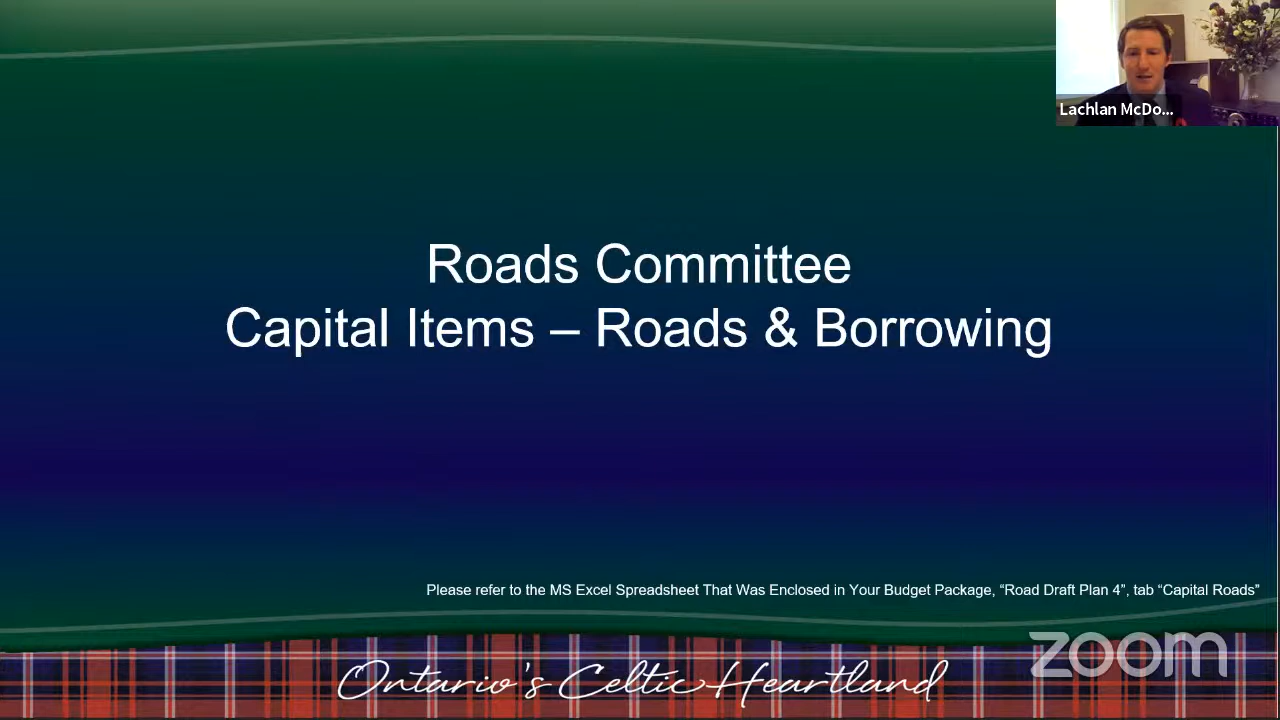 Lachlan McDo...
Roads Committee
Capital Items – Roads & Borrowing
Please refer to the MS Excel Spreadsheet That Was Enclosed in Your Budget Package, “Road Draft Plan 4”, tab “Capital Roads”
zoom
Ontario's Celtic Heartland